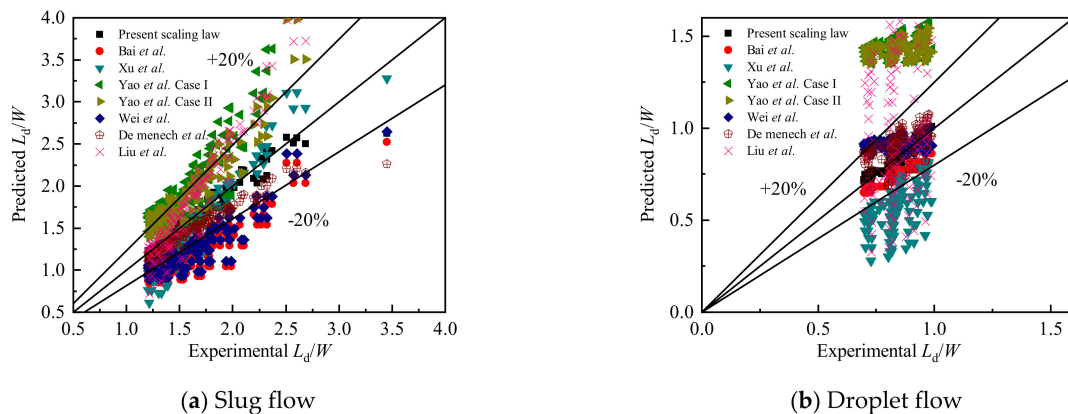 4.0
3.5
3.0
2.5
2.0
1.5
1.0
0.5
Predicted Ld/W
Present scaling law
Bai et al.
Xu et al.
Yao et al. Case I
Yao et al. Case II
Wei et al.
De menech et al.
Liu et al.
+20%
-20%
0.5 1.0 1.5 2.0 2.5 3.0 3.5 4.0
Experimental Ld/W
(a) Slug flow
1.5
1.0
0.5
0.0
Predicted Ld/W
Present scaling law
Bai et al.
Xu et al.
Yao et al. Case I
Yao et al. Case II
Wei et al.
De menech et al.
Liu et al.
+20%
-20%
0.0 0.5 1.0 1.5
Experimental Ld/W
(b) Droplet flow